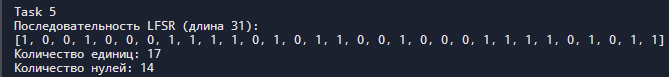 Task 5
Последовательность LFSR (длина 31):
[1, 0, 0, 1, 0, 0, 0, 1, 1, 1, 1, 0, 1, 0, 1, 1, 0, 0, 1, 0, 0, 0, 1, 1, 1, 1, 0, 1, 0, 1, 1]
Количество единиц: 17
Количество нулей: 14